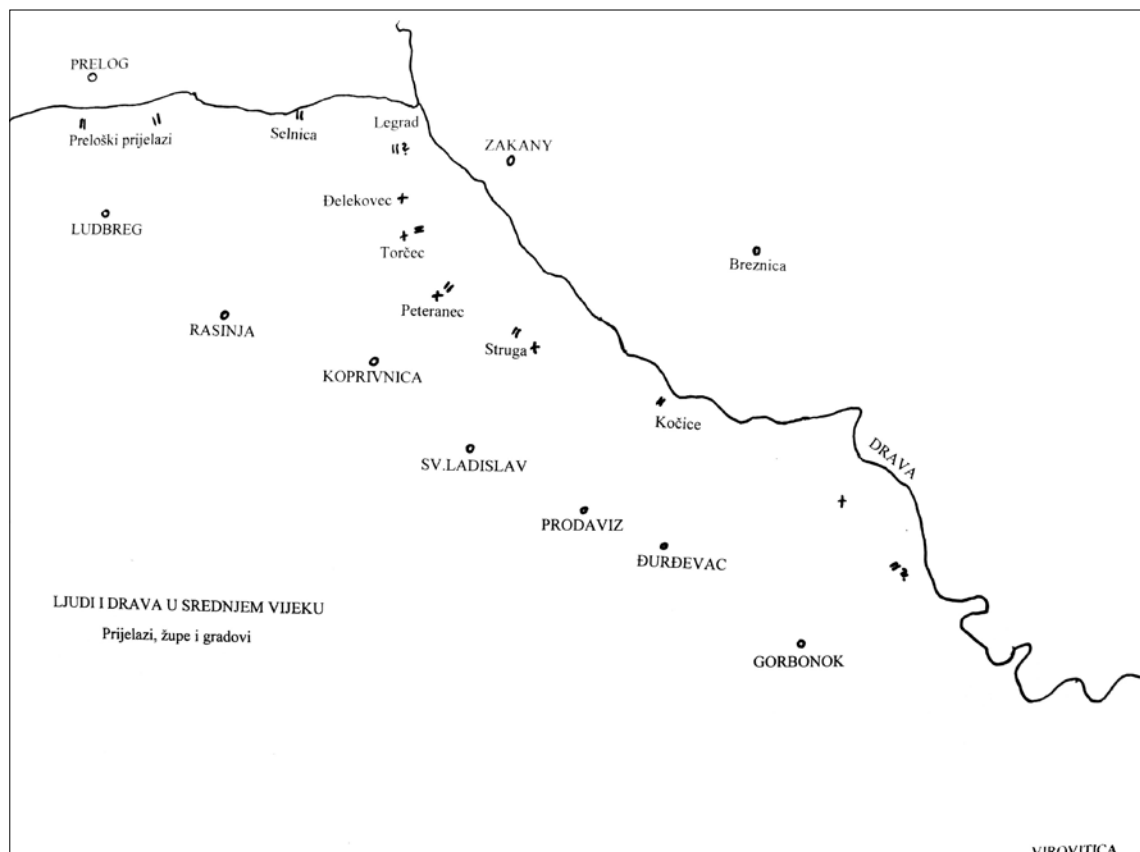 PRELOG
Preloški prijelazi
Selnica
Legrad
?
ZAKANY
Đelekovec
LUDBREG
Torčec
Breznica
Peteranec
RASINJA
Struga
KOPRIVNICA
Kočice
SV.LADISLAV
DRAVA
PRODAVIZ
ĐURĐEVAC
?
LJUDI I DRAVA U SREDNJEM VIJEKU
Prijelazi, župe i gradovi
GORBONOK
VIROVITICA